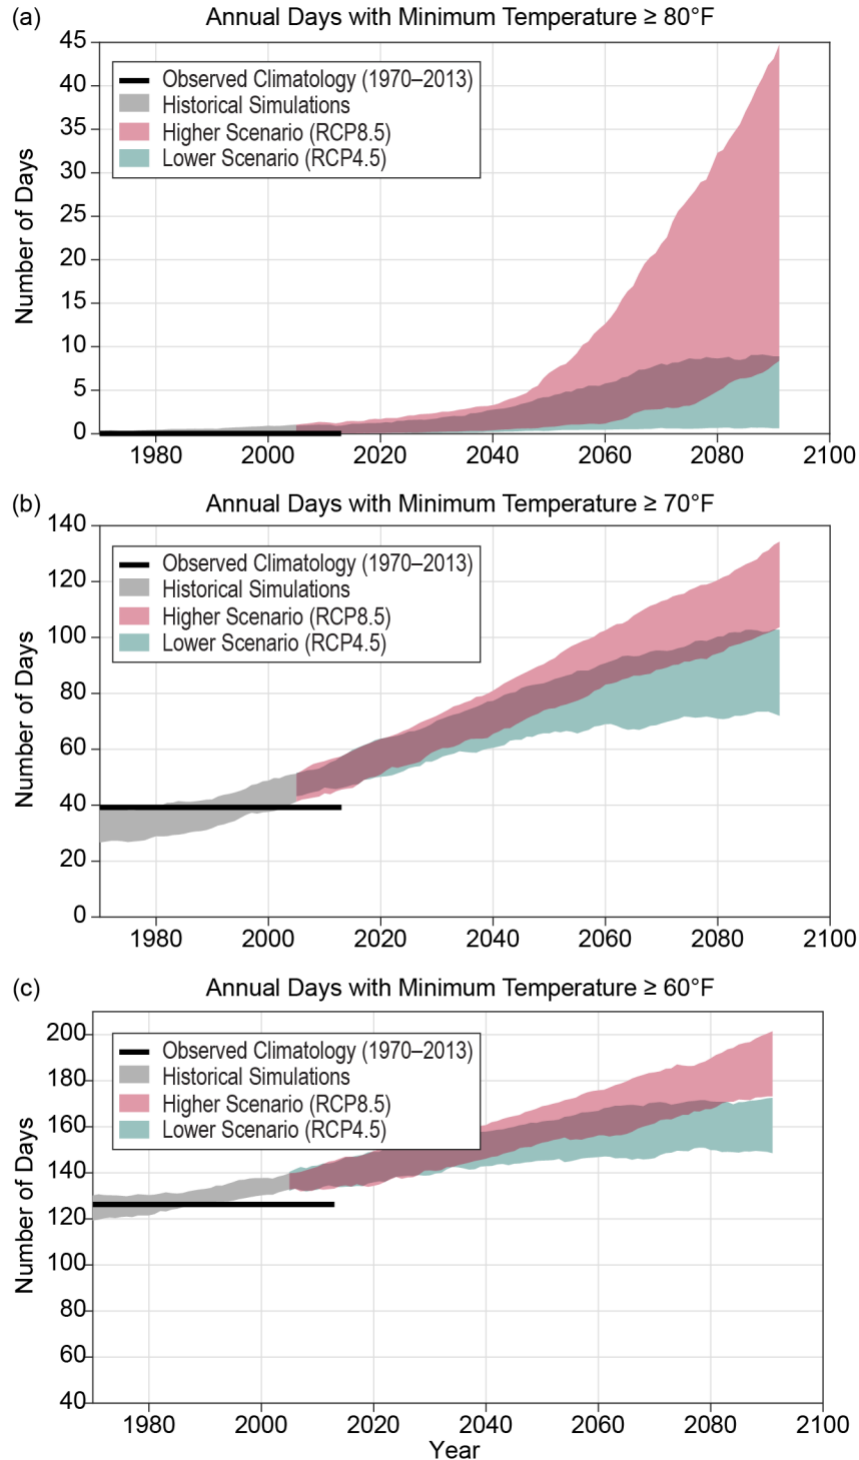 (a)
Annual Days with Minimum Temperature ≥ 80°F
Number of Days
45
40
35
30
25
20
15
10
5
0
Observed Climatology (1970–2013)
Historical Simulations
Higher Scenario (RCP8.5)
Lower Scenario (RCP4.5)
1980 2000 2020 2040 2060 2080 2100
(b)
Annual Days with Minimum Temperature ≥ 70°F
Number of Days
140
120
100
80
60
40
20
0
Observed Climatology (1970–2013)
Historical Simulations
Higher Scenario (RCP8.5)
Lower Scenario (RCP4.5)
1980 2000 2020 2040 2060 2080 2100
(c)
Annual Days with Minimum Temperature ≥ 60°F
Number of Days
200
180
160
140
120
100
80
60
40
Observed Climatology (1970–2013)
Historical Simulations
Higher Scenario (RCP8.5)
Lower Scenario (RCP4.5)
1980 2000 2020 2040 2060 2080 2100
Year